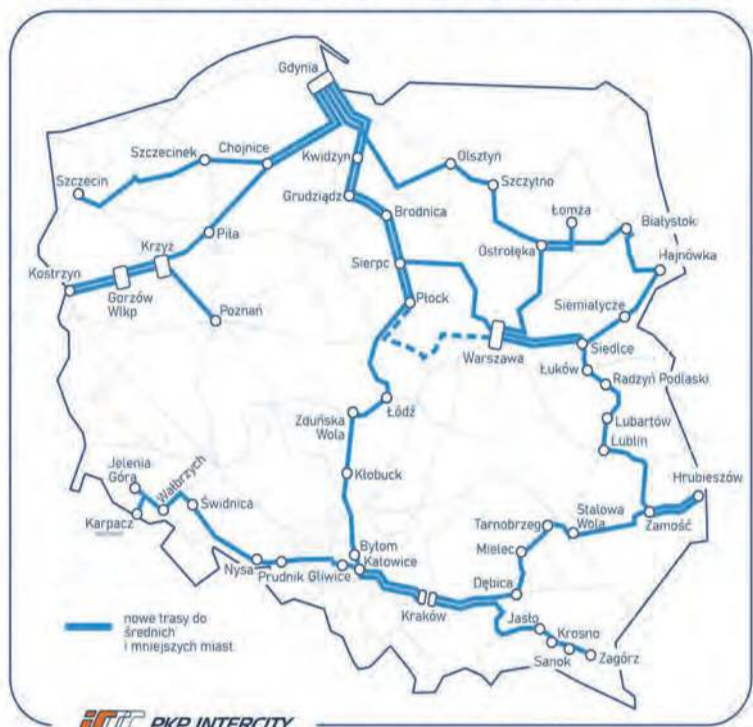 Gdynia
Szczecinek
Chojnice
Kwidzyn
Olsztyn
Szczecin
Szczytno
Grudziądz
Brodnica
Łomża
Białystok
Piła
Krzyż
Ostrołęka
Hajnówka
Sierpc
Kostrzyn
Gorzów
Wlkp
Płock
Siemiatycze
Poznań
Warszawa
Siedlce
Łuków
Radzyń Podlaski
Zduńska
Wola
Łódź
Lubartów
Lublin
Jelenia
Góra
Wałbrzych
Kłobuck
Hrubieszów
Świdnica
Karpacz
Stalowa
Wola
Tarnobrzeg
Zamość
Bytom
Katowice
Mielec
Nysa
Prudnik
Gliwice
Dębica
Kraków
Jasło
Krosno
Sanok
Zagórz
nowe trasy do
średnich
i mniejszych miast
PKP INTERCITY